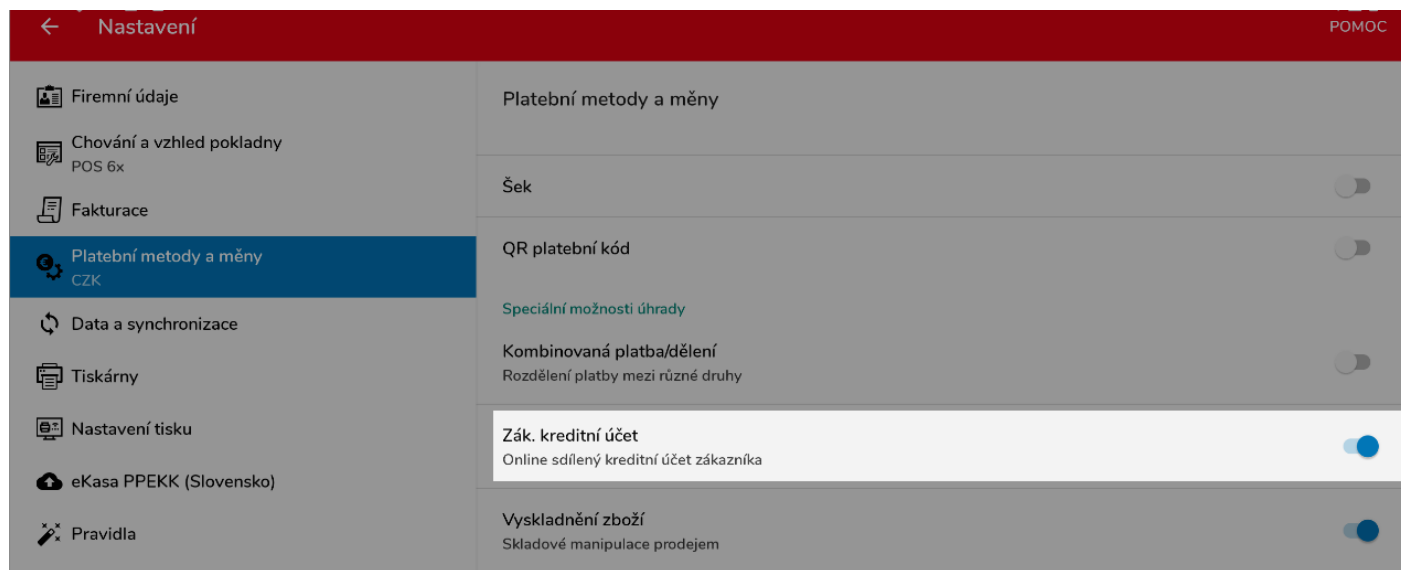 Nastavení
POMOC
Firemní údaje
Chování a vzhled pokladny
POS 6x
Fakturace
Platební metody a měny
CZK
Data a synchronizace
Tiskárny
Nastavení tisku
eKasa PPEKK (Slovensko)
Pravidla
Platební metody a měny
Šek
QR platební kód
Speciální možnosti úhrady
Kombinovaná platba/dělení
Rozdělení platby mezi různé druhy
Zák. kreditní účet
Online sdílený kreditní účet zákazníka
Vyskladnění zboží
Skladové manipulace prodejem